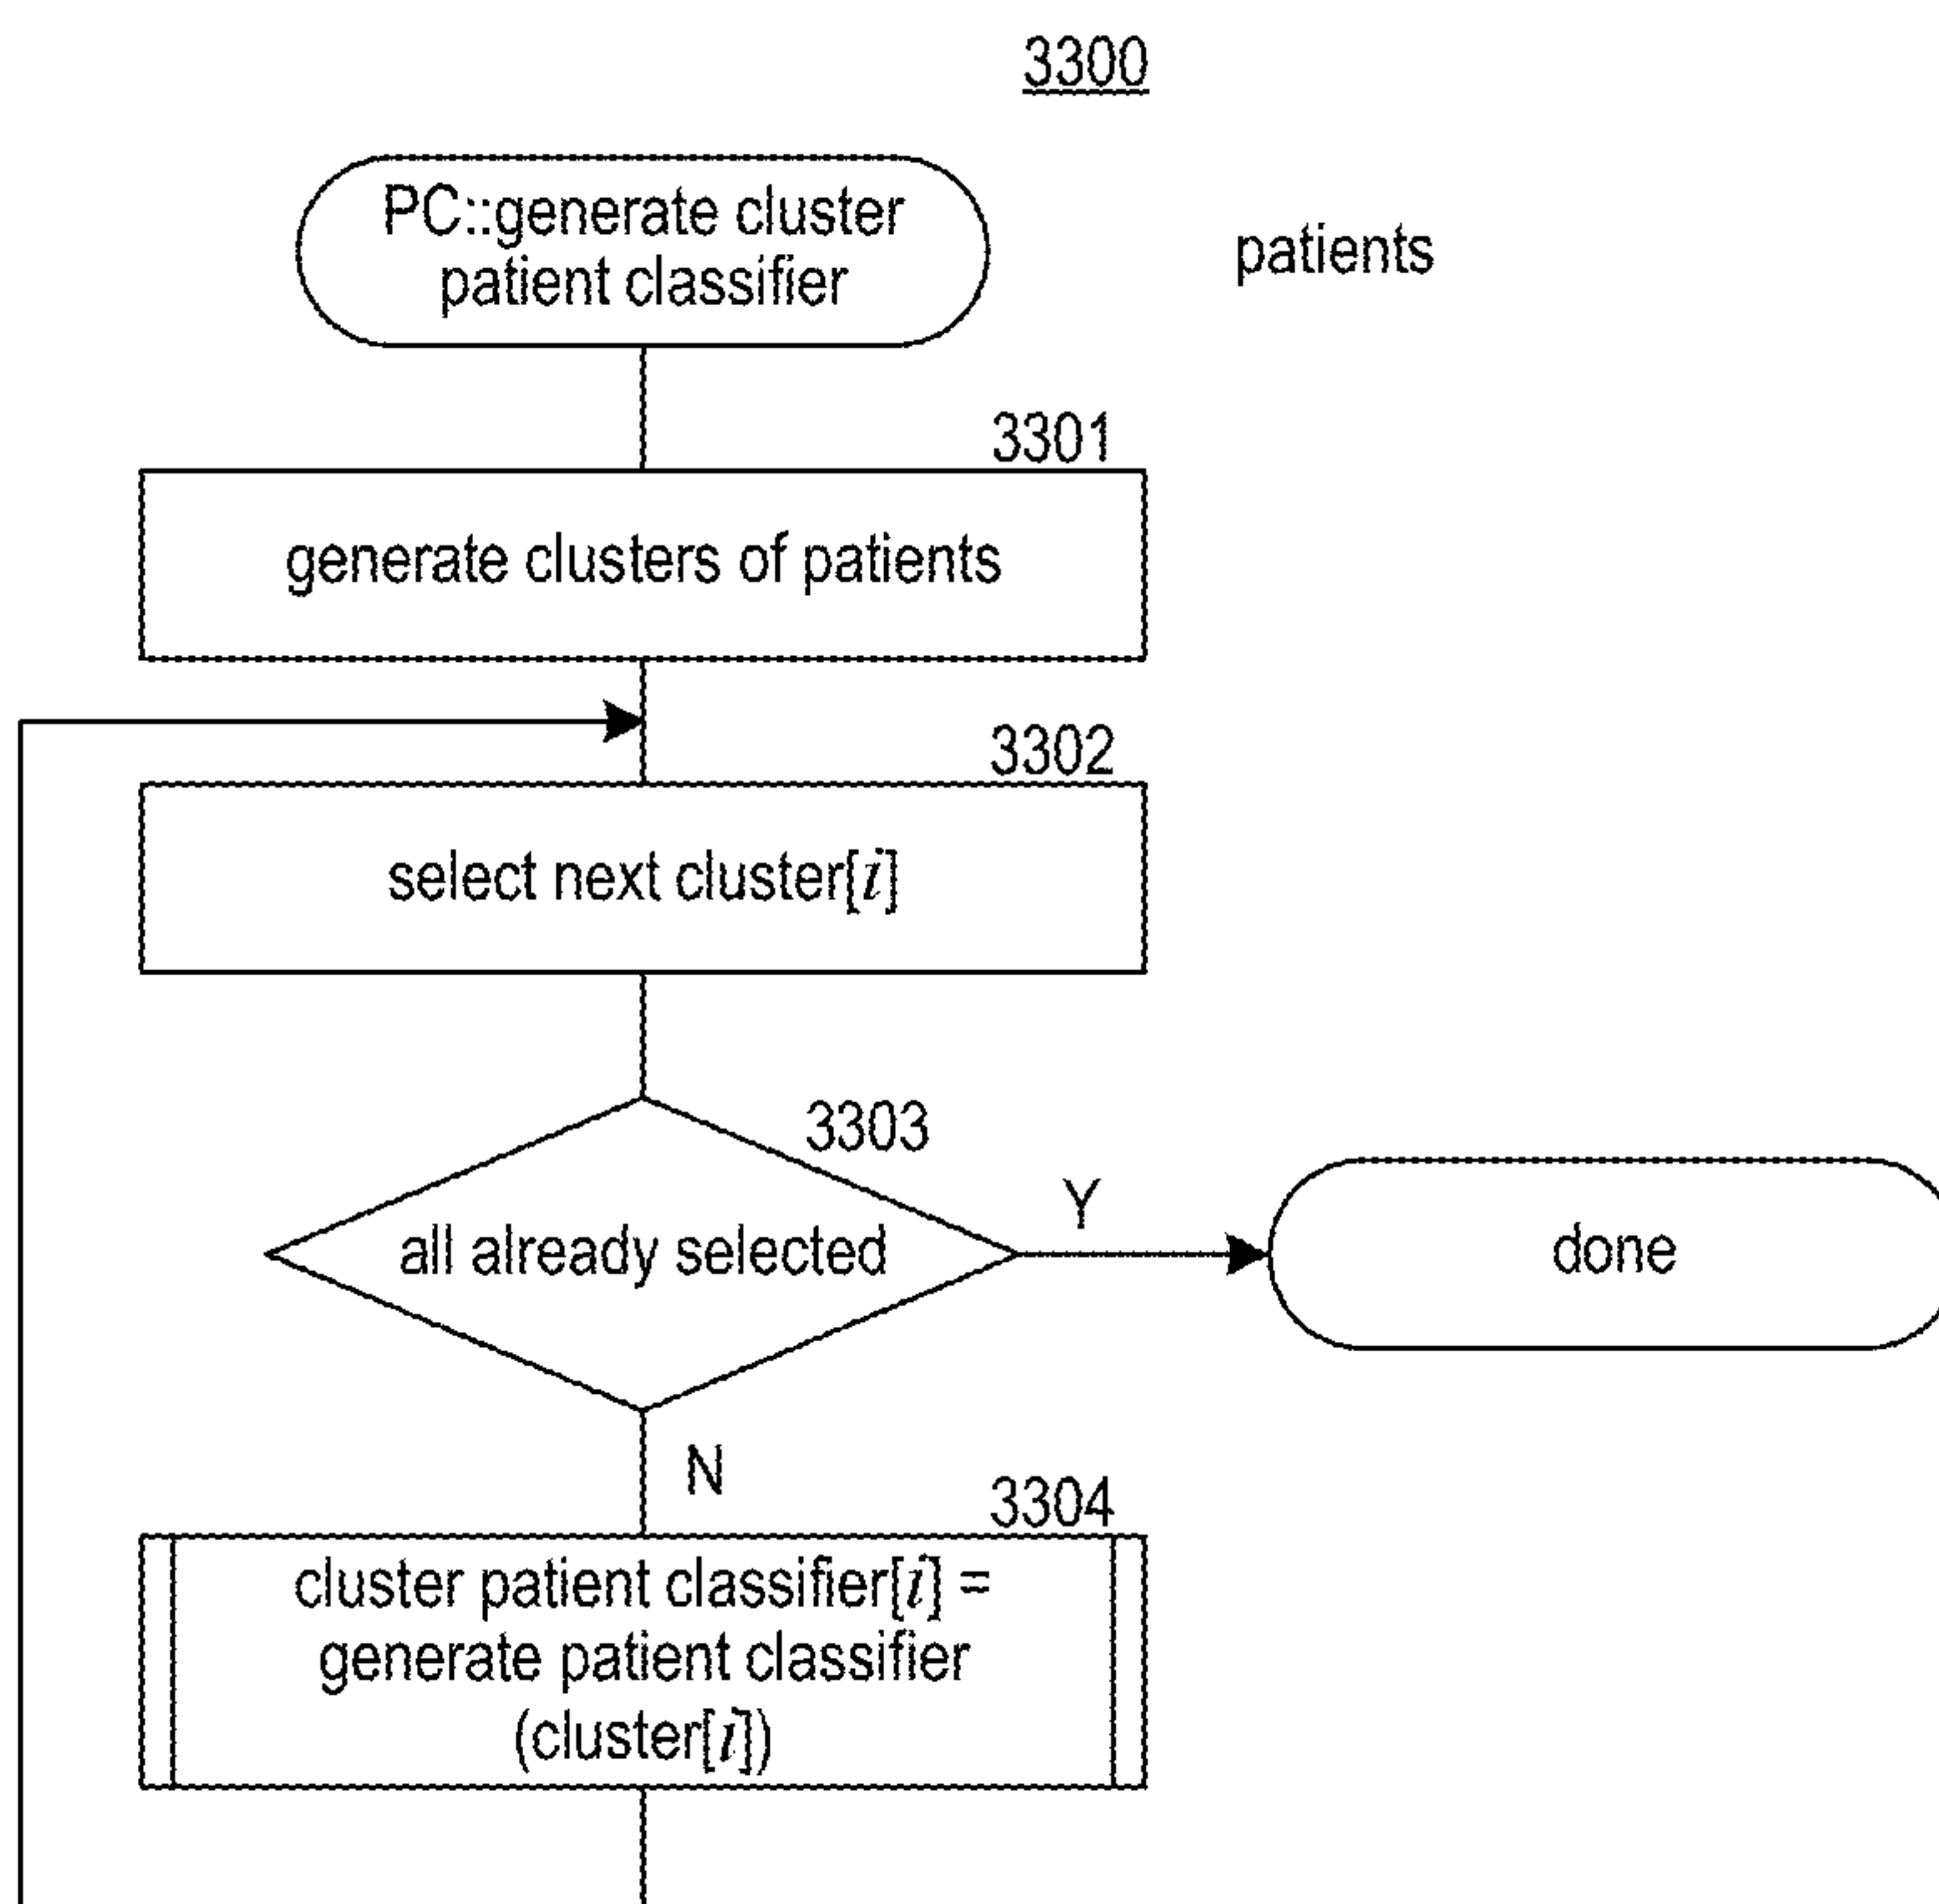 3300
PC::generate cluster
patient classifier
patients
3301
generate clusters of patients
3302
select next cluster[i]
3303
all already selected
Y
done
N
3304
cluster patient classifier[i] =
generate patient classifier
(cluster[i])